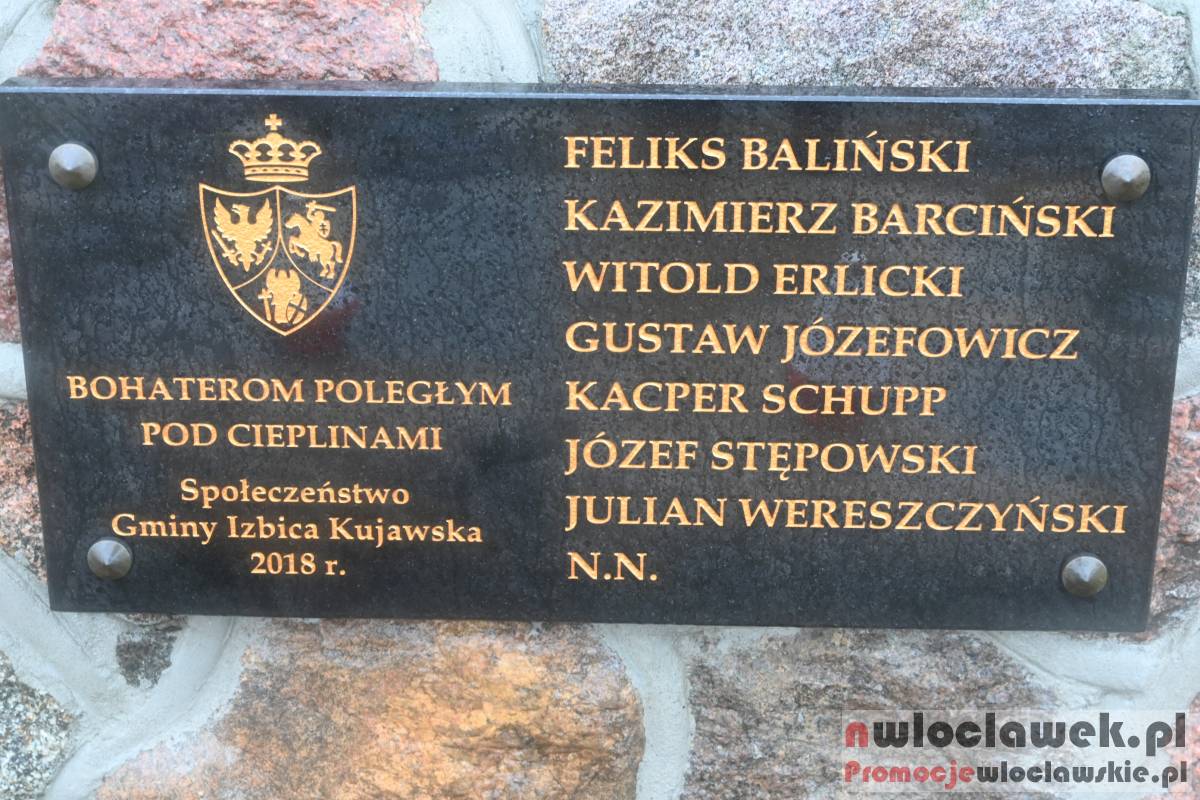 BOHATEROM POLEGŁYM
POD CIEPLINAMI
Społeczeństwo
Gminy Izbica Kujawska
2018 r.
FELIKS BALIŃSKI
KAZIMIERZ BARCIŃSKI
WITOLD ERLICKI
GUSTAW JÓZEFOWICZ
KACPER SCHUPP
JÓZEF STĘPOWSKI
JULIAN WERESZCZYŃSKI
N.N.
nwloclawek.pl
Promocjewloclawskie.pl